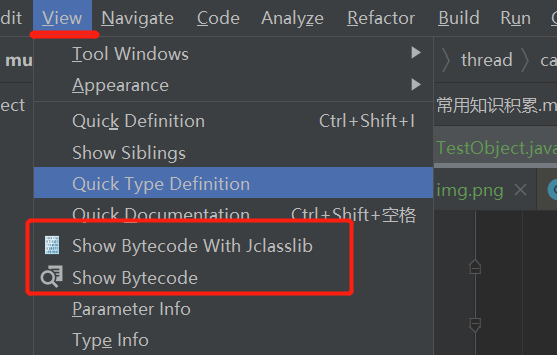 dit View Navigate Code Analyze Refactor Build Run
mu thread ca
ect Tool Windows
Appearance
常用知识积累.m
Quick Definition Ctrl+Shift+I
Show Siblings
TestObject.java
Quick Type Definition
img.png
Quick Documentation Ctrl+Shift+空格
Show Bytecode With Jclasslib
Show Bytecode
Parameter Info
Type Info